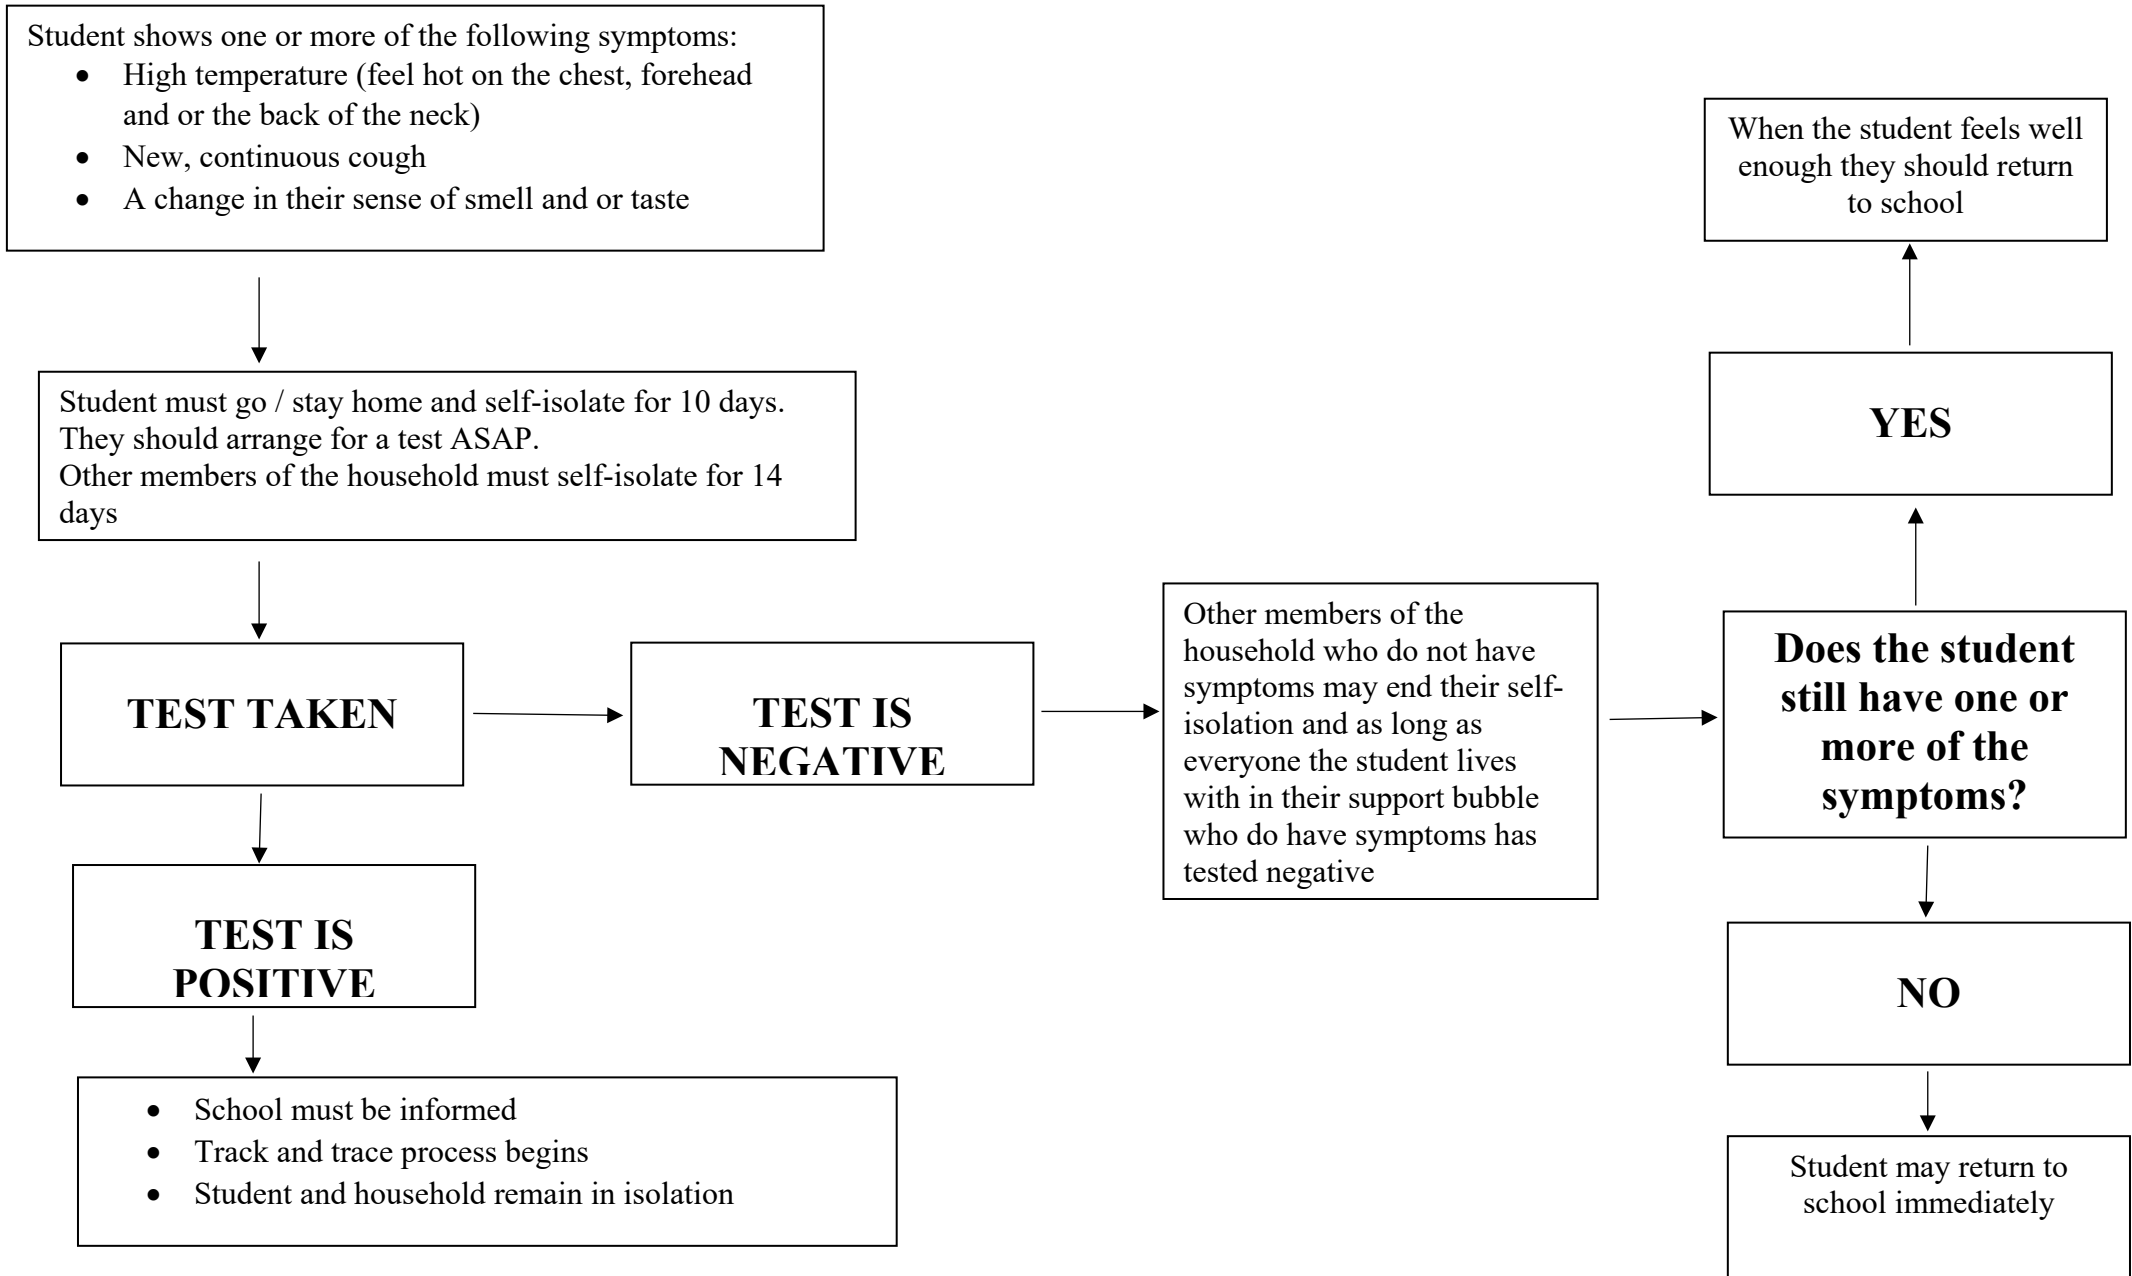 Student shows one or more of the following symptoms:
• High temperature (feel hot on the chest, forehead
and or the back of the neck)
• New, continuous cough
• A change in their sense of smell and or taste
Student must go / stay home and self-isolate for 10 days.
They should arrange for a test ASAP.
Other members of the household must self-isolate for 14
days
TEST TAKEN
TEST IS
POSITIVE
• School must be informed
• Track and trace process begins
• Student and household remain in isolation
TEST IS
NEGATIVE
Other members of the
household who do not have
symptoms may end their self-
isolation and as long as
everyone the student lives
with in their support bubble
who do have symptoms has
tested negative
Does the student
still have one or
more of the
symptoms?
YES
When the student feels well
enough they should return
to school
NO
Student may return to
school immediately